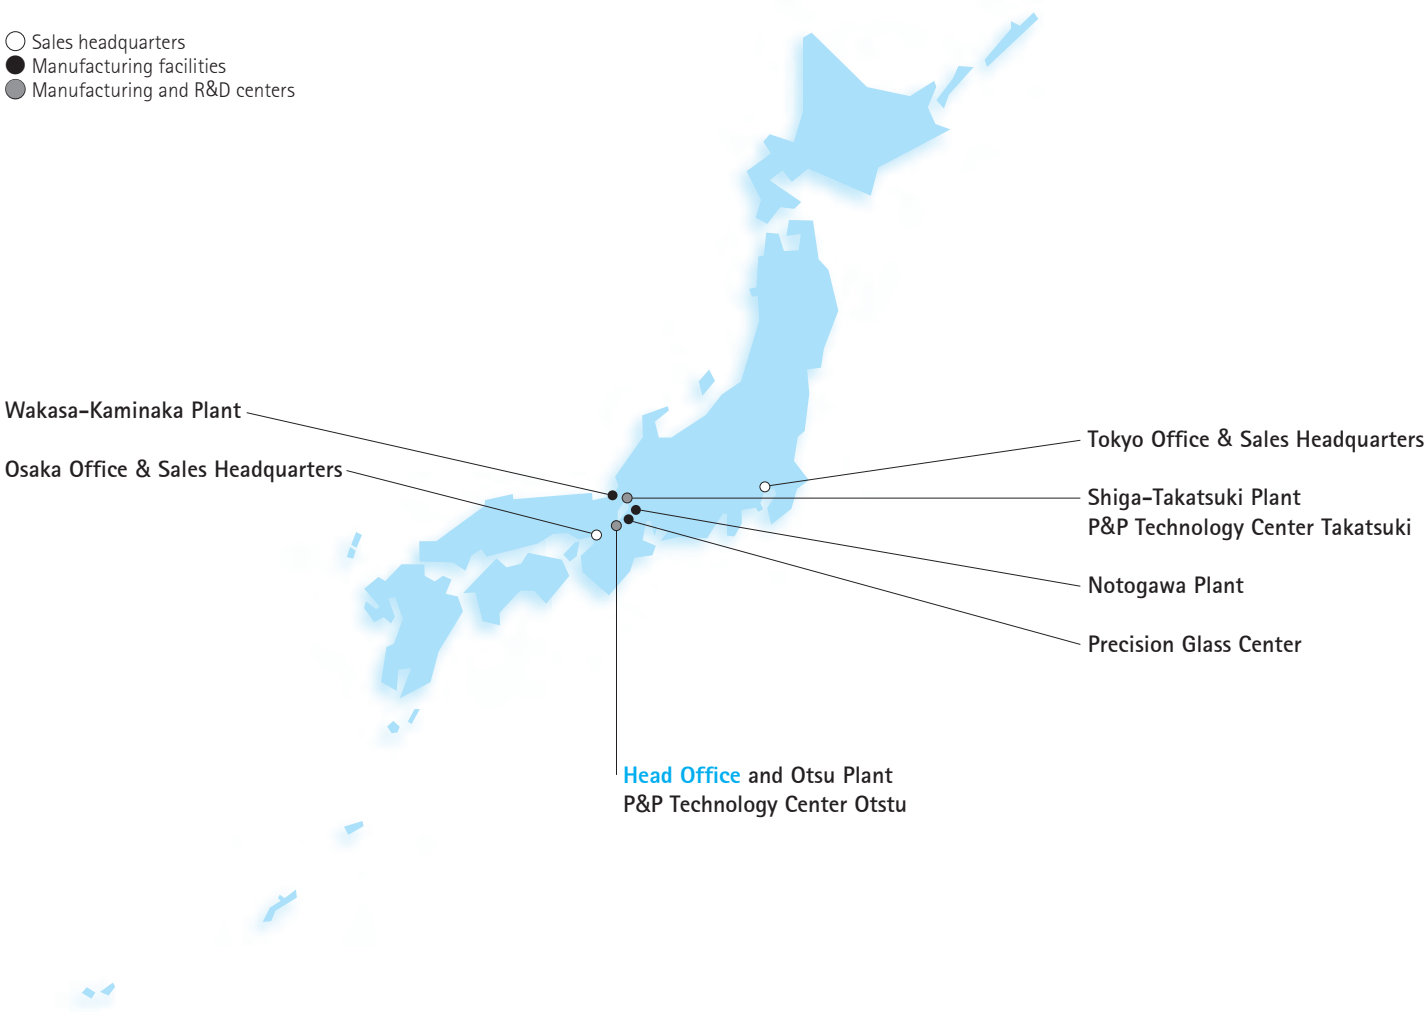 Sales headquarters
Manufacturing facilities
Manufacturing and R&D centers
Wakasa-Kaminaka Plant
Osaka Office & Sales Headquarters
Tokyo Office & Sales Headquarters
Shiga-Takatsuki Plant
P&P Technology Center Takatsuki
Notogawa Plant
Precision Glass Center
Head Office and Otsu Plant
P&P Technology Center Otstu